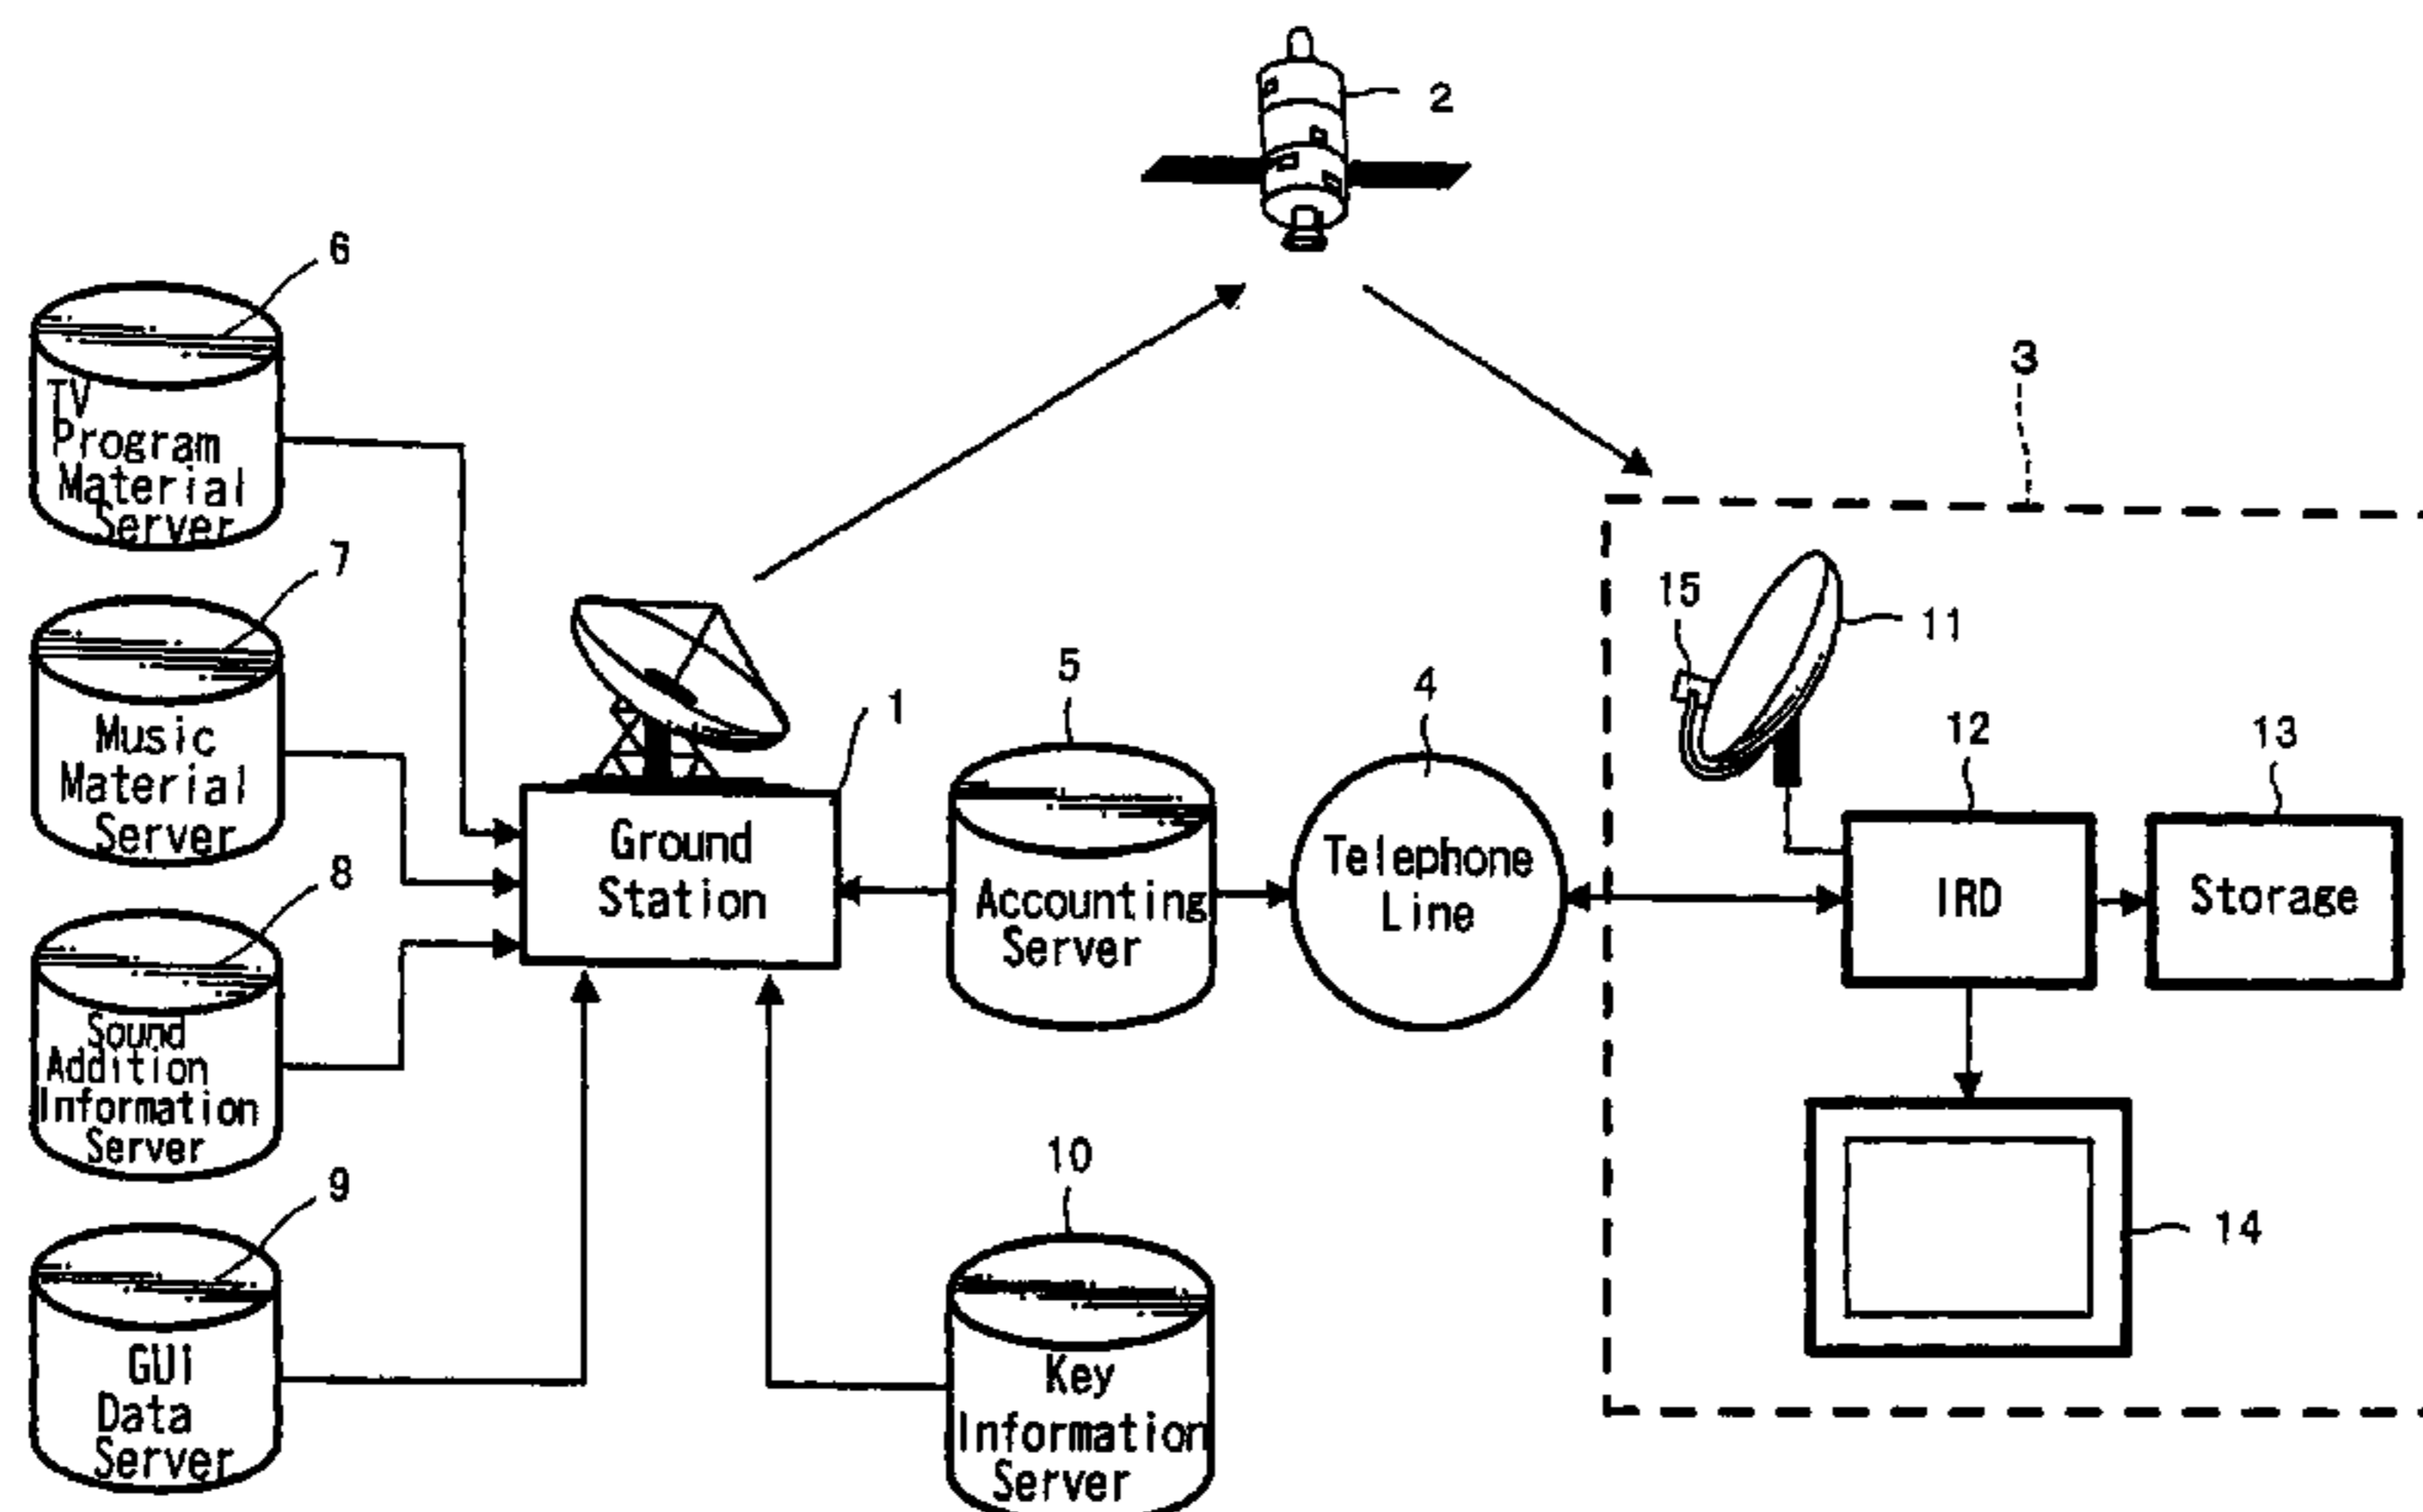 2
6
TV
Program
Material
Server
3
7
Music
Material
Server
15
11
5
4
1
12
13
Ground
Station
Accounting
Server
Telephone
Line
IRD
Storage
8
Sound
Addition
Information
Server
9
GUI
Data
Server
10
Key
Information
Server
14